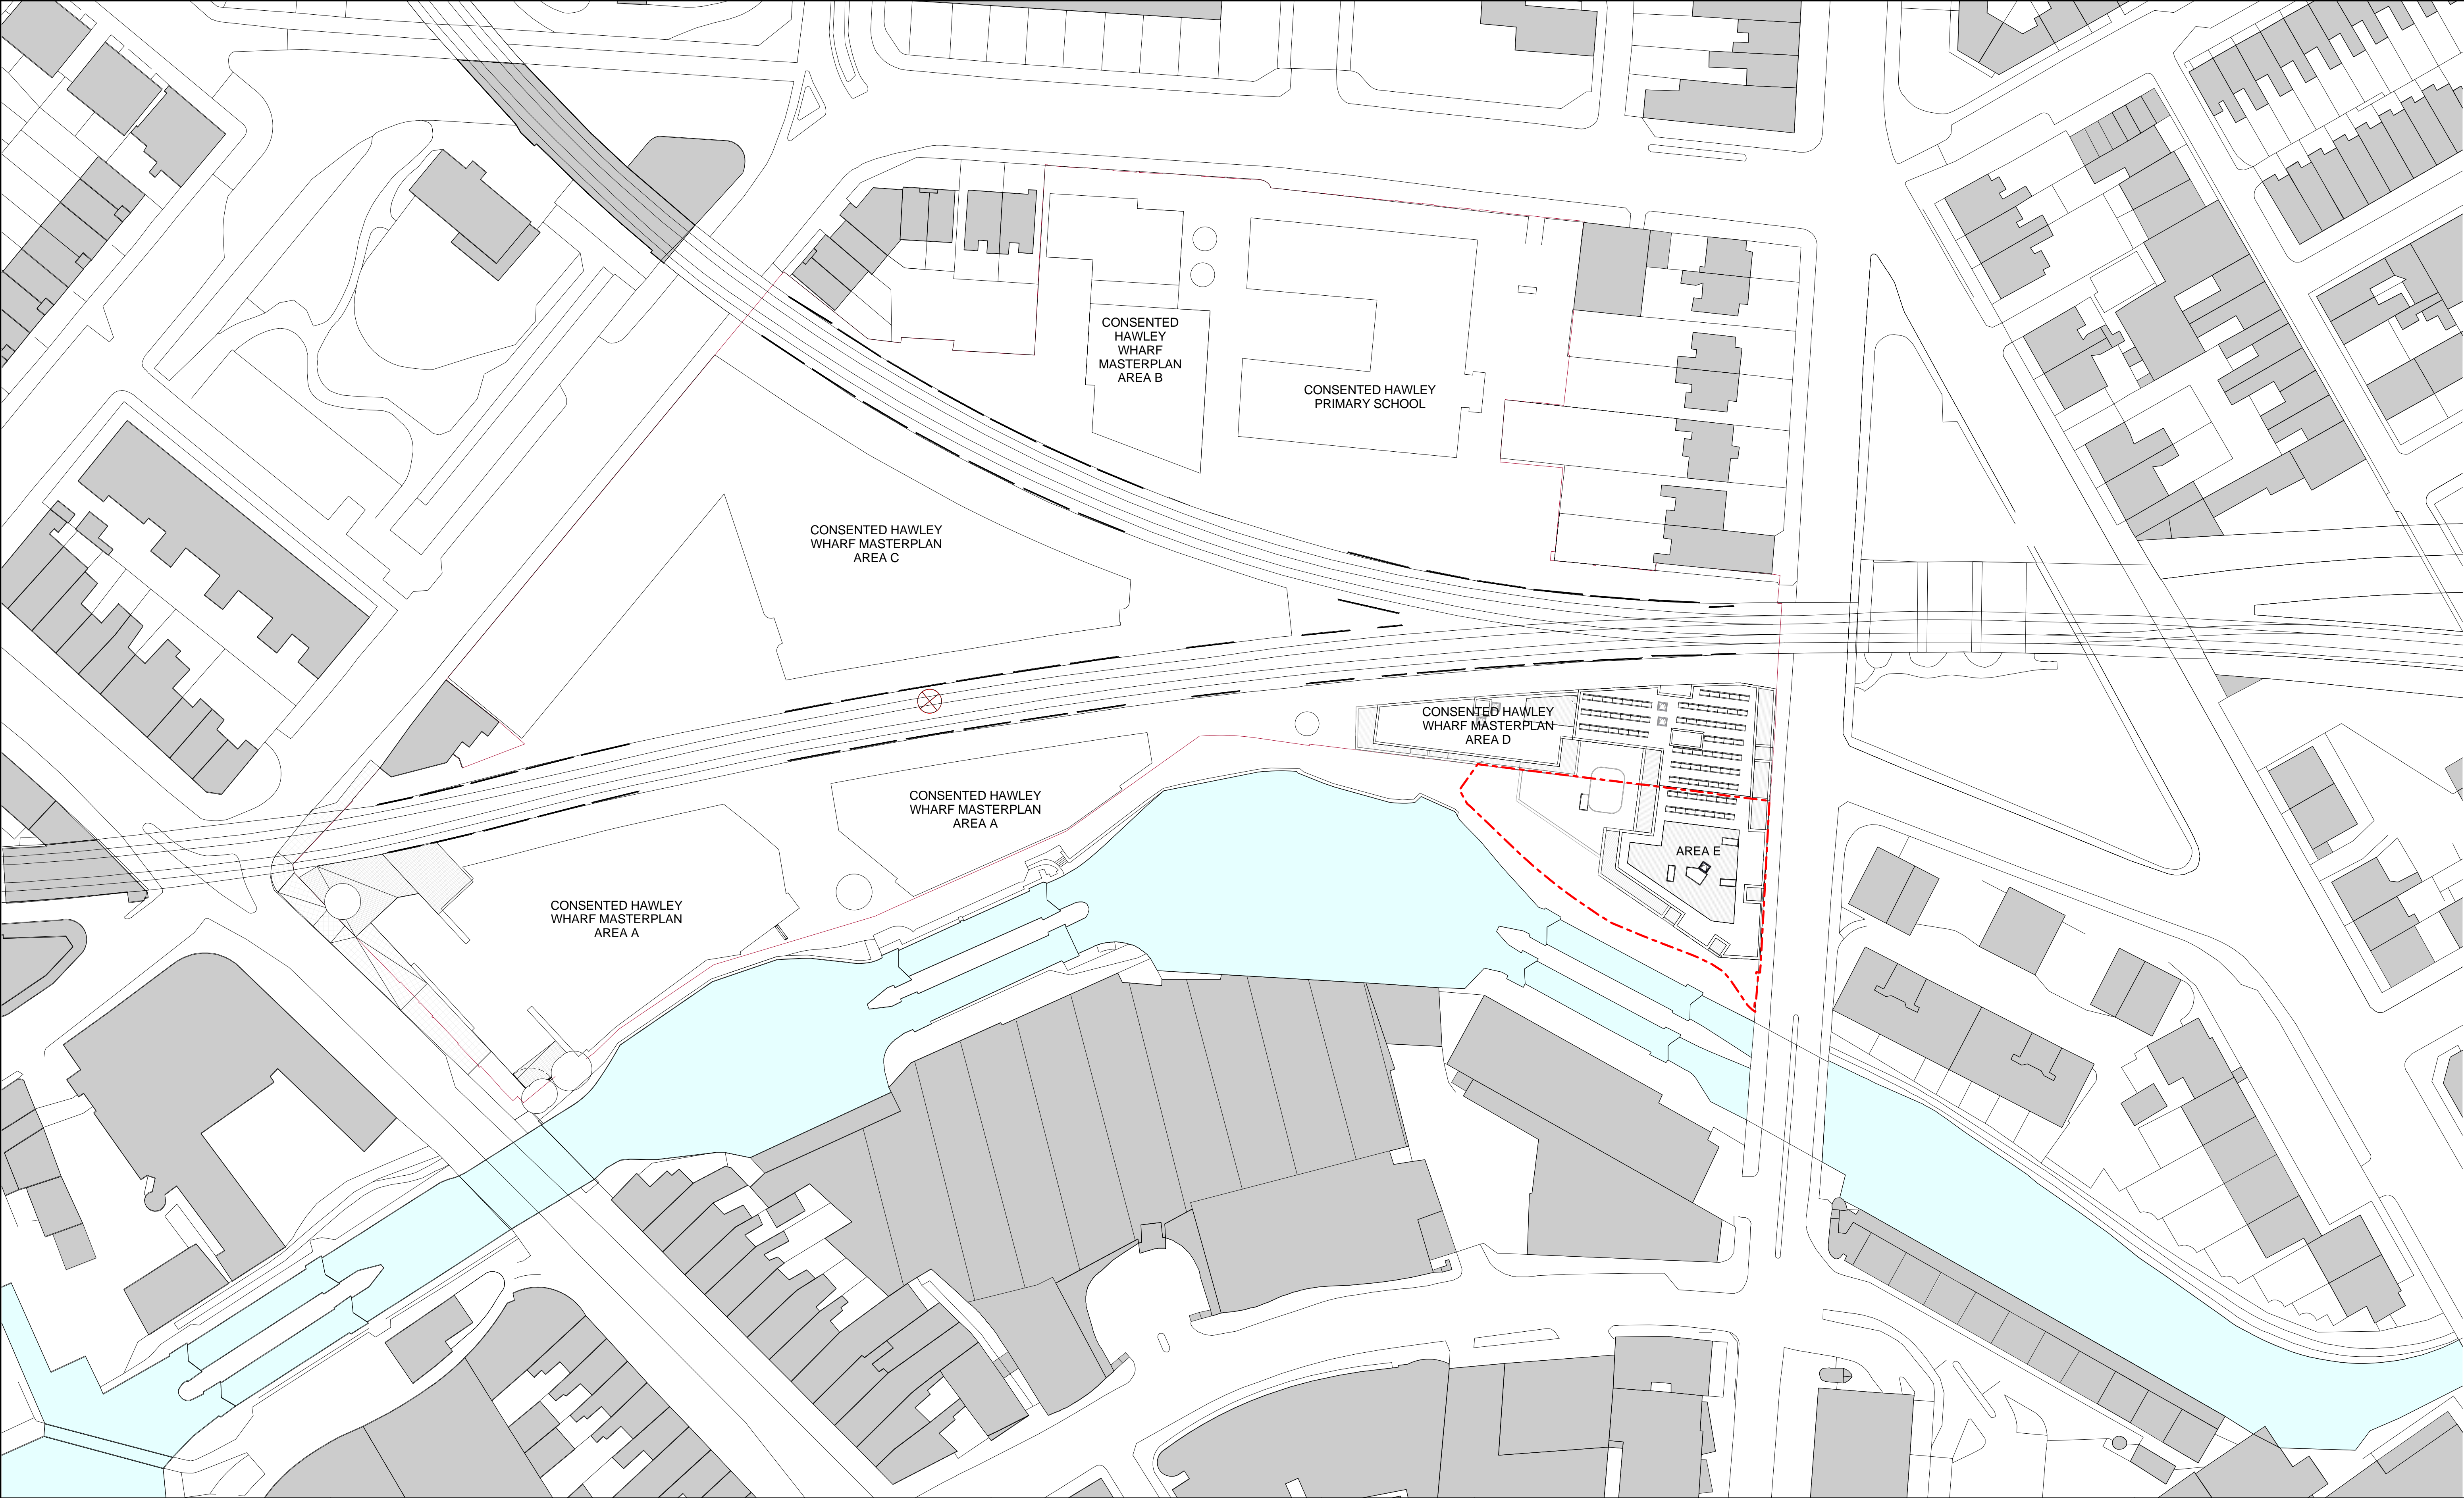 CONSENTED
HAWLEY
WHARF
MASTERPLAN
AREA B
CONSENTED HAWLEY
PRIMARY SCHOOL
CONSENTED HAWLEY
WHARF MASTERPLAN
AREA C
CONSENTED HAWLEY
WHARF MASTERPLAN
AREA D
CONSENTED HAWLEY
WHARF MASTERPLAN
AREA A
AREA E
CONSENTED HAWLEY
WHARF MASTERPLAN
AREA A